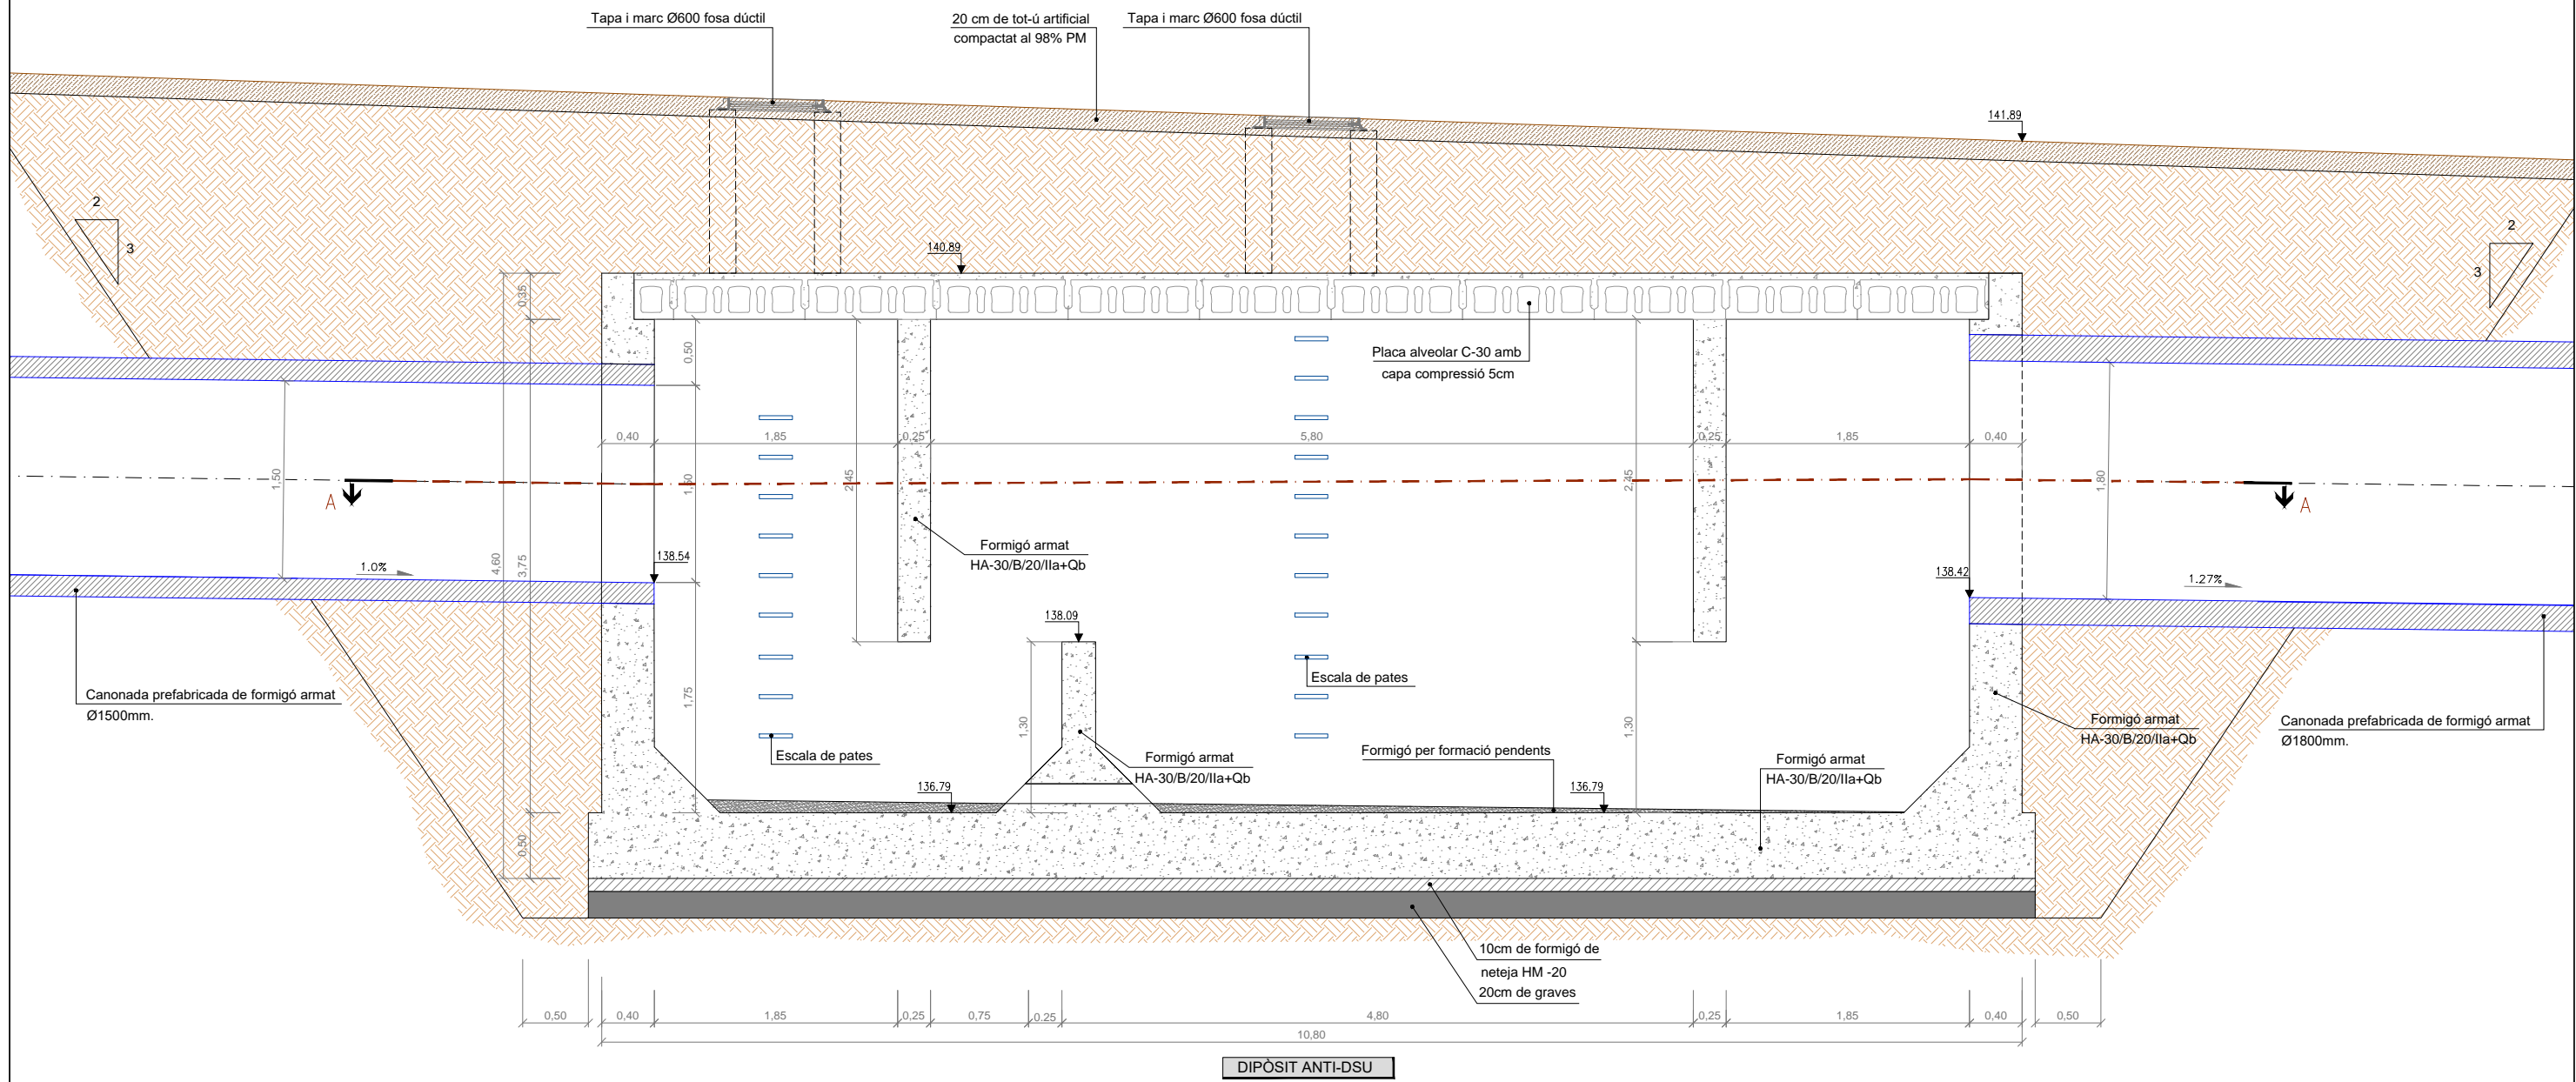 Tapa i marc Ø600 fosa dúctil
20 cm de tot-ú artificial
compactat al 98% PM
Tapa i marc Ø600 fosa dúctil
141.89
2
3
2
3
140.89
0,35
0,50
Placa alveolar C-30 amb
capa compressió 5cm
0,40
1,85
0,25
5,80
0,25
1,85
0,40
1,50
1,50
2,45
2,45
1,80
A
A
Formigó armat
HA-30/B/20/IIa+Qb
138.54
1.0%
4,60
3,75
138.42
1.27%
138.09
Escala de pates
Canonada prefabricada de formigó armat
Ø1500mm.
1,75
1,30
1,30
Formigó armat
HA-30/B/20/IIa+Qb
Canonada prefabricada de formigó armat
Ø1800mm.
Escala de pates
Formigó armat
HA-30/B/20/IIa+Qb
Formigó per formació pendents
Formigó armat
HA-30/B/20/IIa+Qb
136.79
136.79
0,50
10cm de formigó de
neteja HM -20
20cm de graves
0,50
0,40
1,85
0,25
0,75
0.25
4,80
0,25
1,85
0,40
0,50
10,80
DIPÒSIT ANTI-DSU